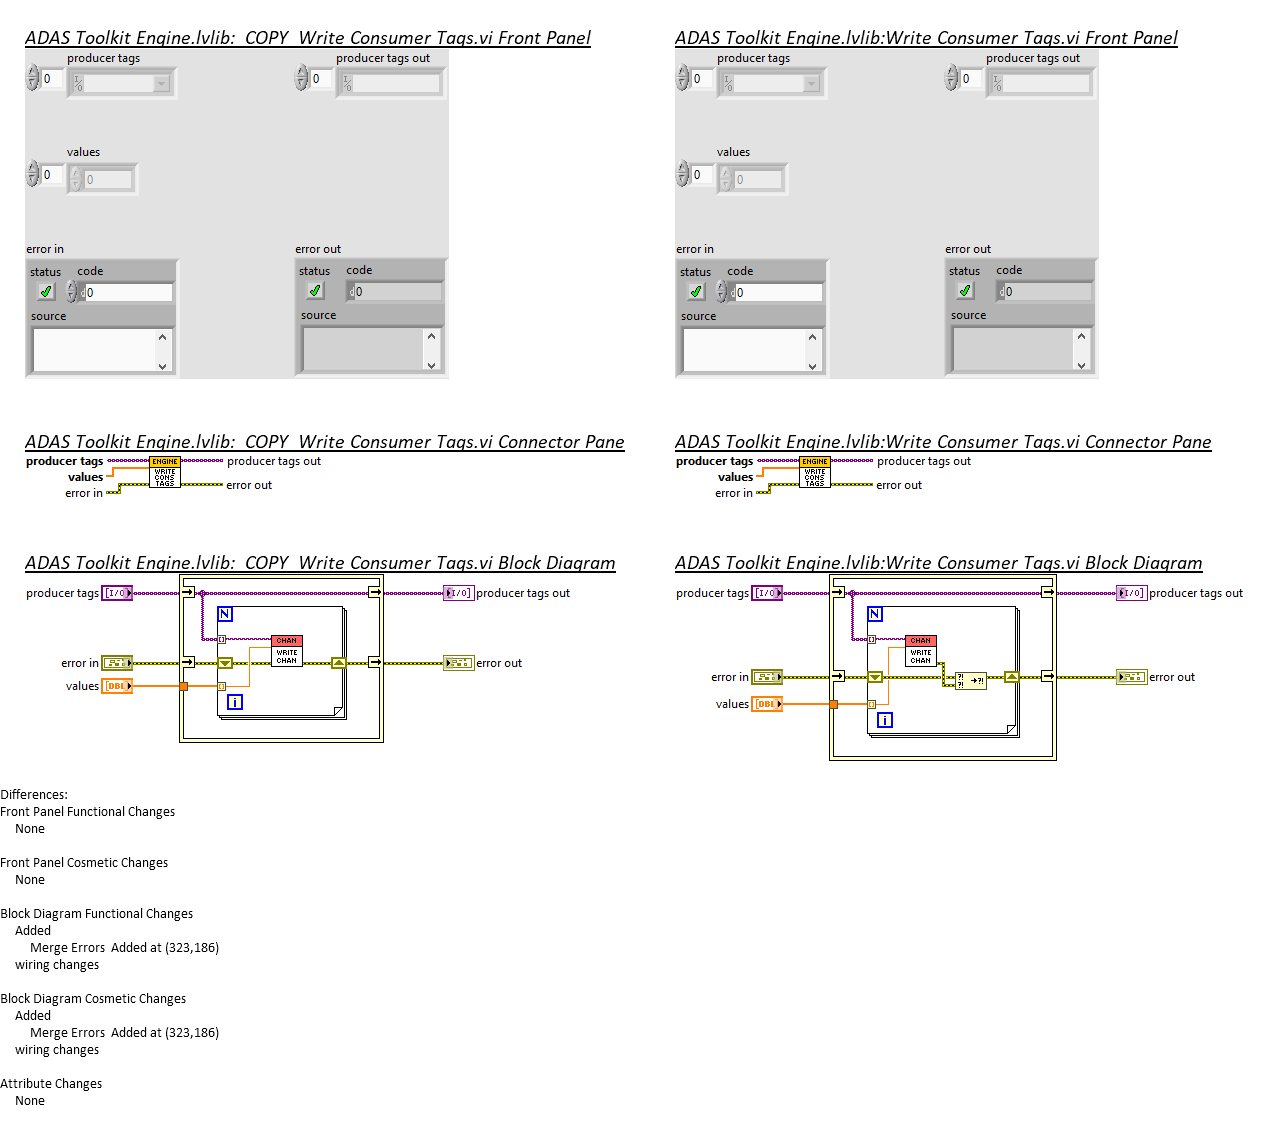 ADAS Toolkit Engine.lvlib:  COPY  Write Consumer Tags.vi Front Panel
producer tags
producer tags out
0
0
values
0
0
error in
error out
status
code
status
code
d0
d0
source
source
ADAS Toolkit Engine.lvlib:Write Consumer Tags.vi Front Panel
producer tags
producer tags out
0
0
values
0
0
error in
error out
status
code
status
code
d0
d0
source
source
ADAS Toolkit Engine.lvlib:  COPY  Write Consumer Tags.vi Connector Pane
producer tags
ENGINE
producer tags out
values
WRITE
CONS
TAGS
error in
error out
ADAS Toolkit Engine.lvlib:Write Consumer Tags.vi Connector Pane
producer tags
ENGINE
producer tags out
values
WRITE
CONS
TAGS
error in
error out
ADAS Toolkit Engine.lvlib:  COPY  Write Consumer Tags.vi Block Diagram
producer tags
[I/O]
I/O]
producer tags out
N
CHAN
WRITE
CHAN
error in
error out
values
[DBL]
i
ADAS Toolkit Engine.lvlib:Write Consumer Tags.vi Block Diagram
producer tags
[I/O]
I/O]
producer tags out
N
CHAN
WRITE
CHAN
error in
?!
?!
→?!
error out
values
[DBL]
i
Differences:
Front Panel Functional Changes
None
Front Panel Cosmetic Changes
None
Block Diagram Functional Changes
Added
Merge Errors  Added at (323,186)
wiring changes
Block Diagram Cosmetic Changes
Added
Merge Errors  Added at (323,186)
wiring changes
Attribute Changes
None